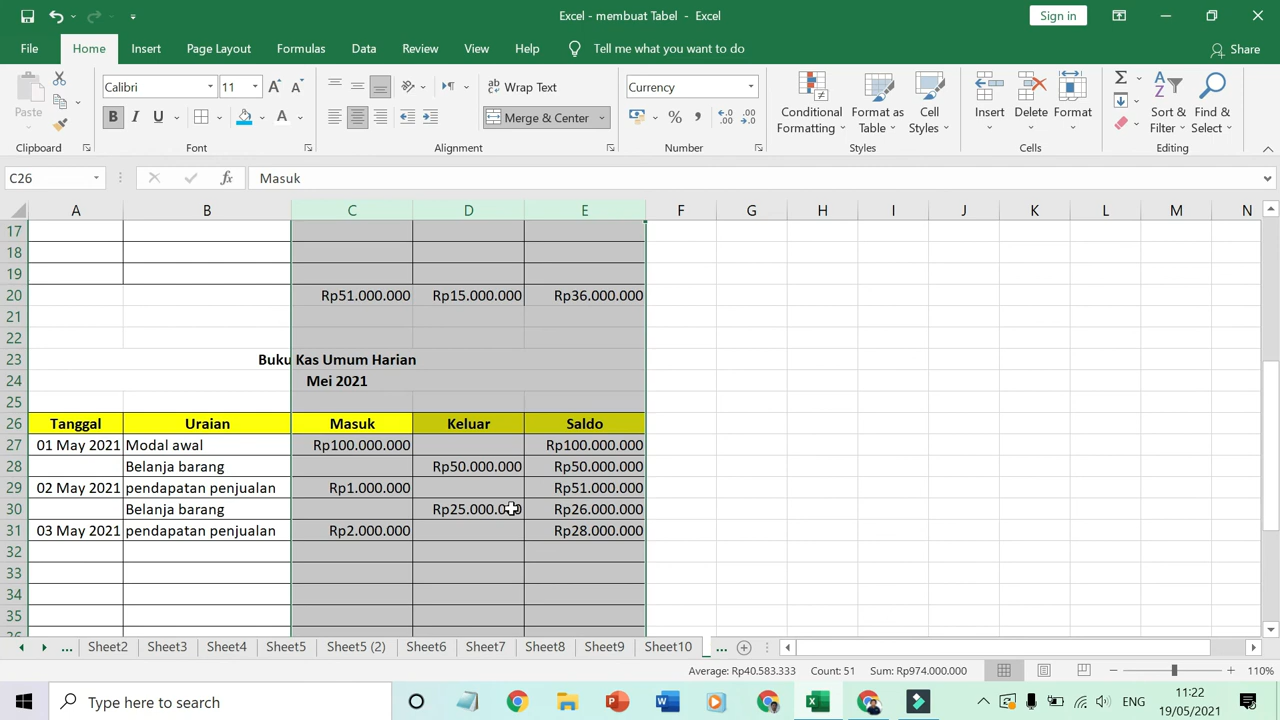 Excel - membuat Tabel - Excel
Sign in
File Home Insert Page Layout Formulas Data Review View Help Tell me what you want to do Share
Paste
Calibri 11
B I U A
Wrap Text
Merge & Center
Currency
% ,
Conditional Formatting
Format as Table
Cell Styles
Insert
Delete
Format
Sort & Filter
Find & Select
Clipboard Font Alignment Number Styles Cells Editing
C26 fx Masuk
A B C D E F G H I J K L M N
17
18
19
20 Rp51.000.000 Rp15.000.000 Rp36.000.000
21
22
23 Buku Kas Umum Harian
24 Mei 2021
25
26 Tanggal Uraian Masuk Keluar Saldo
27 01 May 2021 Modal awal Rp100.000.000 Rp100.000.000
28 Belanja barang Rp50.000.000 Rp50.000.000
29 02 May 2021 pendapatan penjualan Rp1.000.000 Rp51.000.000
30 Belanja barang Rp25.000.000 Rp26.000.000
31 03 May 2021 pendapatan penjualan Rp2.000.000 Rp28.000.000
32
33
34
35
... Sheet2 Sheet3 Sheet4 Sheet5 Sheet5 (2) Sheet6 Sheet7 Sheet8 Sheet9 Sheet10 ...
Average: Rp40.583.333 Count: 51 Sum: Rp974.000.000 110%
Type here to search
ENG
11:22
19/05/2021